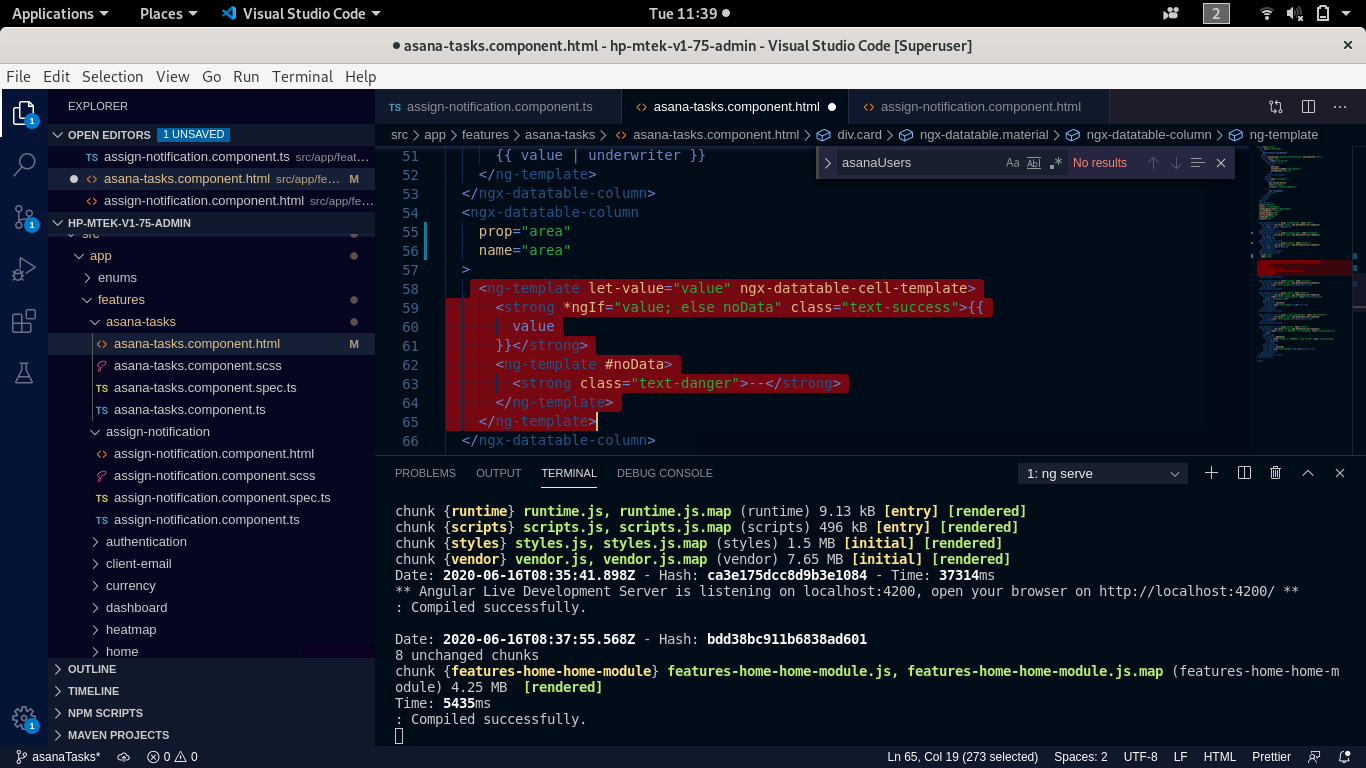 Applications Places Visual Studio Code Tue 11:39 2
asana-tasks.component.html - hp-mtek-v1-75-admin - Visual Studio Code [Superuser]
File Edit Selection View Go Run Terminal Help
EXPLORER
OPEN EDITORS 1 UNSAVED
TS assign-notification.component.ts src/app/feat…
<> asana-tasks.component.html src/app/fe… M
<> assign-notification.component.html src/app/fe…
HP-MTEK-V1-75-ADMIN
src
app
enums
features
asana-tasks
<> asana-tasks.component.html M
asana-tasks.component.scss
TS asana-tasks.component.spec.ts
TS asana-tasks.component.ts
assign-notification
<> assign-notification.component.html
assign-notification.component.scss
TS assign-notification.component.spec.ts
TS assign-notification.component.ts
authentication
client-email
currency
dashboard
heatmap
home
OUTLINE
TIMELINE
NPM SCRIPTS
MAVEN PROJECTS
1
1
1
TS assign-notification.component.ts <> asana-tasks.component.html <> assign-notification.component.html
src > app > features > asana-tasks > <> asana-tasks.component.html > div.card > ngx-datatable.material > ngx-datatable-column > ng-template
asanaUsers Aa Abl .* No results
51 {{ value | underwriter }}
52 </ng-template>
53 </ngx-datatable-column>
54 <ngx-datatable-column
55 prop="area"
56 name="area"
57 >
58 <ng-template let-value="value" ngx-datatable-cell-template>
59 <strong *ngIf="value; else noData" class="text-success">{{
60 value
61 }}</strong>
62 <ng-template #noData>
63 <strong class="text-danger">--</strong>
64 </ng-template>
65 </ng-template>
66 </ngx-datatable-column>
PROBLEMS OUTPUT TERMINAL DEBUG CONSOLE 1: ng serve
chunk {runtime} runtime.js, runtime.js.map (runtime) 9.13 kB [entry] [rendered]
chunk {scripts} scripts.js, scripts.js.map (scripts) 496 kB [entry] [rendered]
chunk {styles} styles.js, styles.js.map (styles) 1.5 MB [initial] [rendered]
chunk {vendor} vendor.js, vendor.js.map (vendor) 7.65 MB [initial] [rendered]
Date: 2020-06-16T08:35:41.898Z - Hash: ca3e175dcc8d9b3e1084 - Time: 37314ms
** Angular Live Development Server is listening on localhost:4200, open your browser on http://localhost:4200/ **
: Compiled successfully.
Date: 2020-06-16T08:37:55.568Z - Hash: bdd38bc911b6838ad601
8 unchanged chunks
chunk {features-home-home-module} features-home-home-module.js, features-home-home-module.js.map (features-home-home-m
odule) 4.25 MB [rendered]
Time: 5435ms
: Compiled successfully.
asanaTasks* 0 0 Ln 65, Col 19 (273 selected) Spaces: 2 UTF-8 LF HTML Prettier